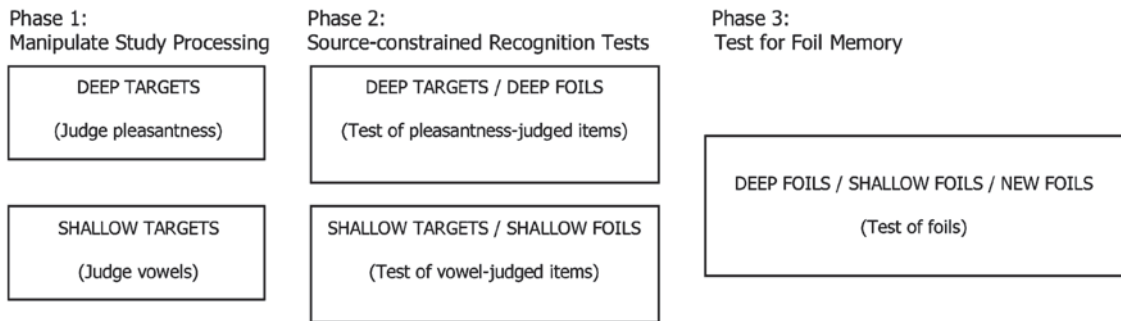 Phase 1:
Manipulate Study Processing
DEEP TARGETS
(Judge pleasantness)
SHALLOW TARGETS
(Judge vowels)
Phase 2:
Source-constrained Recognition Tests
DEEP TARGETS / DEEP FOILS
(Test of pleasantness-judged items)
SHALLOW TARGETS / SHALLOW FOILS
(Test of vowel-judged items)
Phase 3:
Test for Foil Memory
DEEP FOILS / SHALLOW FOILS / NEW FOILS
(Test of foils)